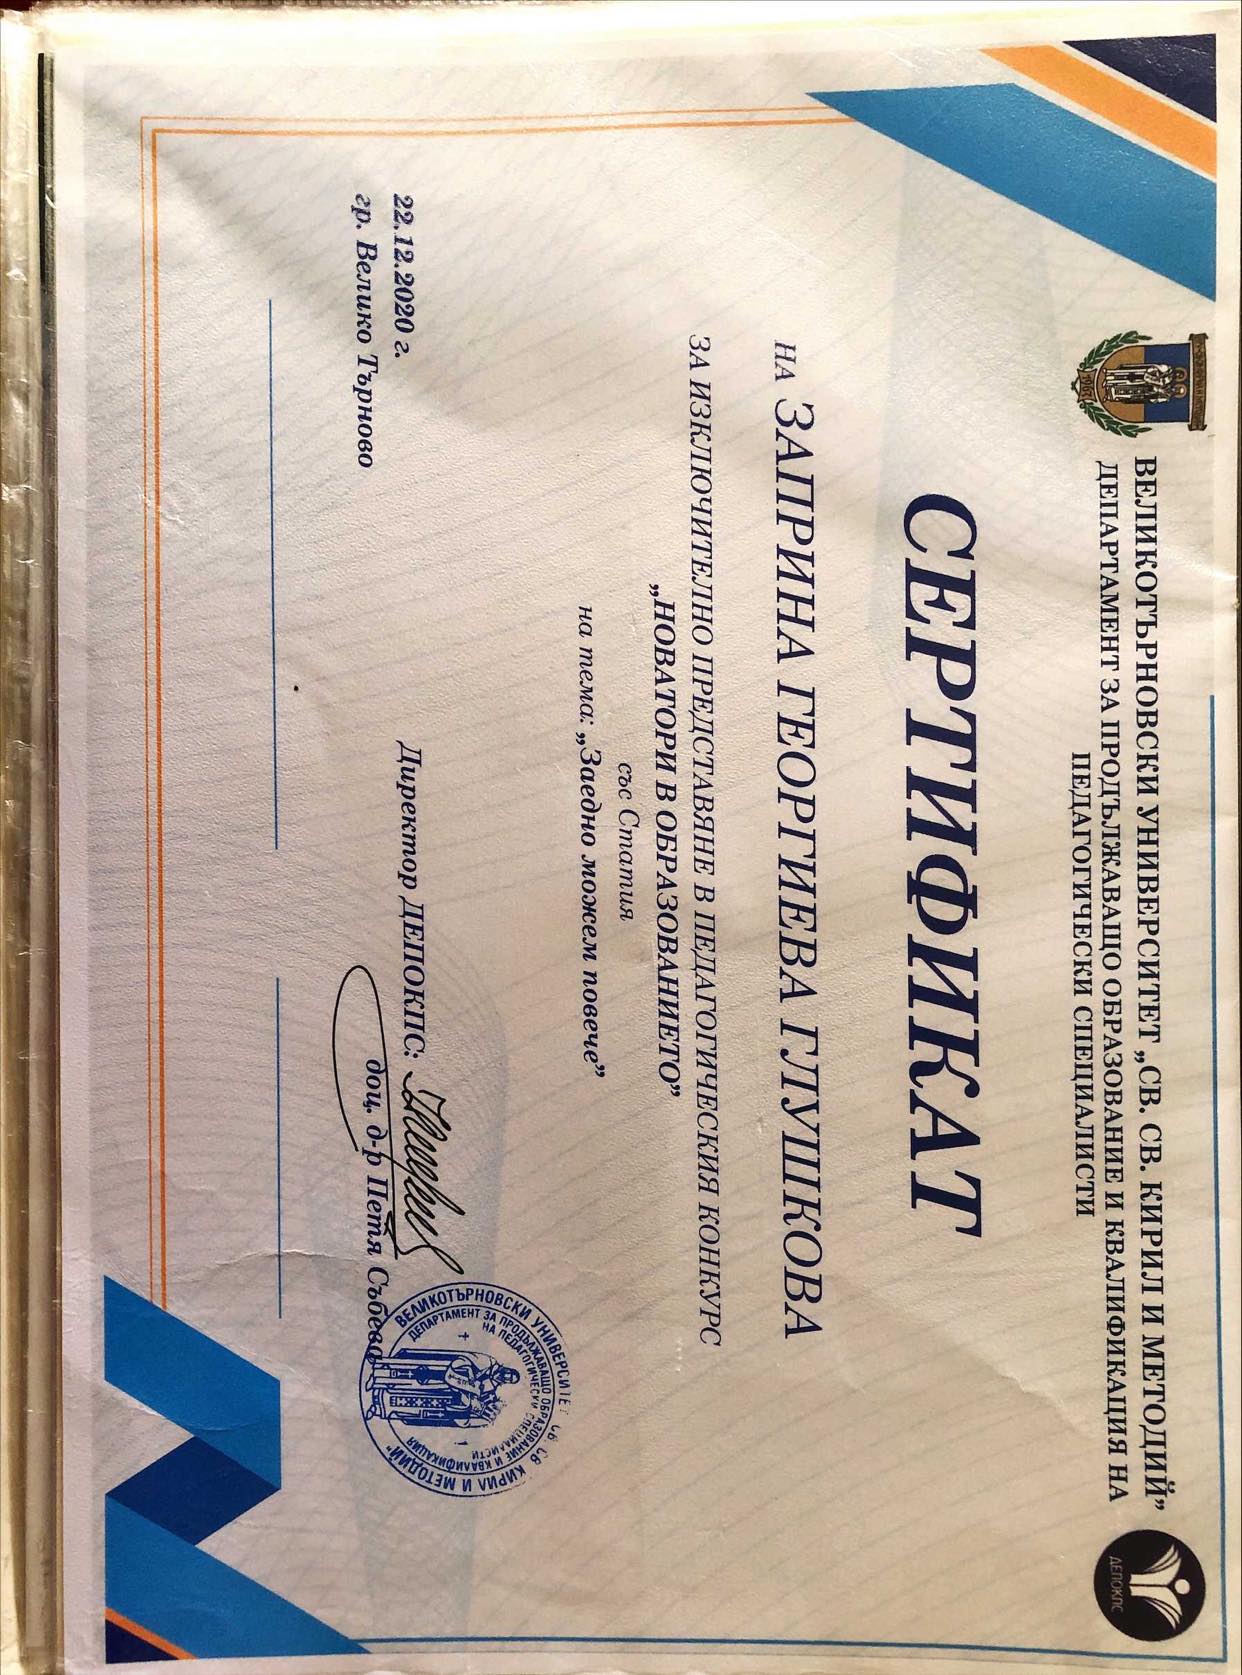 ВЕЛИКОТЪРНОВСКИ УНИВЕРСИТЕТ „СВ. СВ. КИРИЛ И МЕТОДИЙ”
ДЕПАРТАМЕНТ ЗА ПРОДЪЛЖАВАЩО ОБРАЗОВАНИЕ И КВАЛИФИКАЦИЯ НА
ПЕДАГОГИЧЕСКИ СПЕЦИАЛИСТИ
ДЕПОКПС
СЕРТИФИКАТ
НА ЗАПРИНА ГЕОРГИЕВА ГЛУШКОВА
ЗА ИЗКЛЮЧИТЕЛНО ПРЕДСТАВЯНЕ В ПЕДАГОГИЧЕСКИЯ КОНКУРС
„НОВАТОРИ В ОБРАЗОВАНИЕТО”
със Статия
на тема: „Заедно можем повече”
22.12.2020 г.
гр. Велико Търново
Директор ДЕПОКПС:
доц. д-р Петя Събева
ВЕЛИКОТЪРНОВСКИ УНИВЕРСИТЕТ СВ СВ КИРИЛ И МЕТОДИЙ"
ДЕПАРТАМЕНТ ЗА ПРОДЪЛЖАВАЩО ОБРАЗОВАНИЕ И КВАЛИФИКАЦИЯ
НА ПЕДАГОГИЧЕСКИ СПЕЦИАЛИСТИ